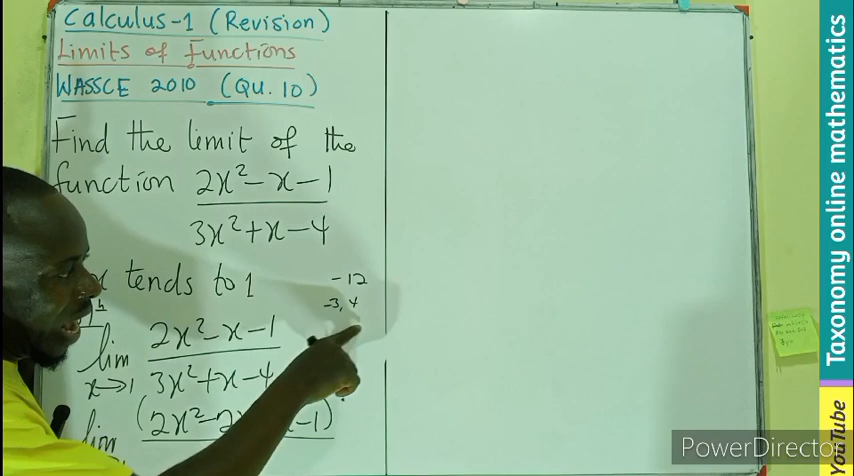 Calculus-1 (Revision)
Limits of Functions
WASSCE 2010 (QU. 10)
Find the limit of the
function 2x²-x-1
3x²+x-4
x tends to 1
-12
-3, 4
lim 2x²-x-1
x→1 3x²+x-4
lim (2x²-2x x-1)
Taxonomy online mathematics
YouTube
PowerDirector